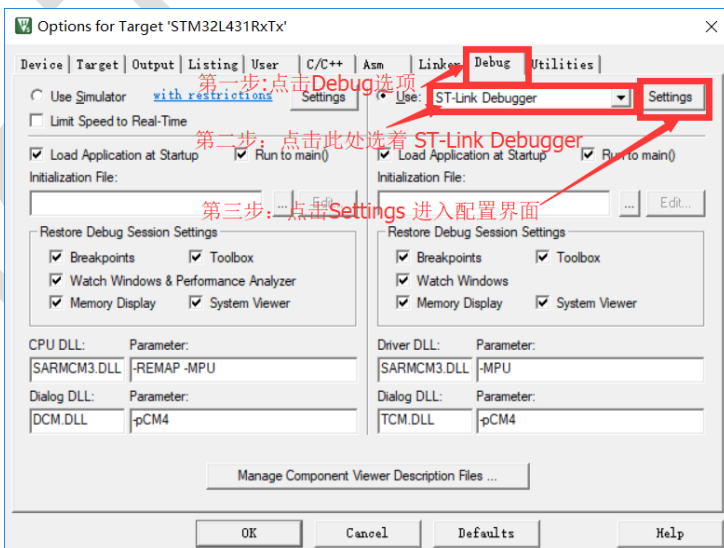 Options for Target 'STM32L431RxTx'
Device Target Output Listing User C/C++ Asm Linker Debug Utilities
第一步:点击Debug选项
Use Simulator with restrictions Settings Use: ST-Link Debugger Settings
Limit Speed to Real-Time
第二步：点击此处选着 ST-Link Debugger
Load Application at Startup Run to main() Load Application at Startup Run to main()
Initialization File: Initialization File:
... Edit... ... Edit...
第三步：点击Settings 进入配置界面
Restore Debug Session Settings Restore Debug Session Settings
Breakpoints Toolbox Breakpoints Toolbox
Watch Windows & Performance Analyzer Watch Windows
Memory Display System Viewer Memory Display System Viewer
CPU DLL: Parameter: Driver DLL: Parameter:
SARMCM3.DLL -REMAP -MPU SARMCM3.DLL -MPU
Dialog DLL: Parameter: Dialog DLL: Parameter:
DCM.DLL -pCM4 TCM.DLL -pCM4
Manage Component Viewer Description Files ...
OK Cancel Defaults Help